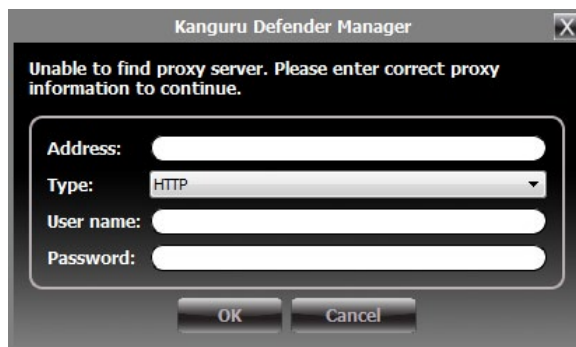 Kanguru Defender Manager
X
Unable to find proxy server. Please enter correct proxy
information to continue.
Address:
Type: HTTP
User name:
Password:
OK Cancel